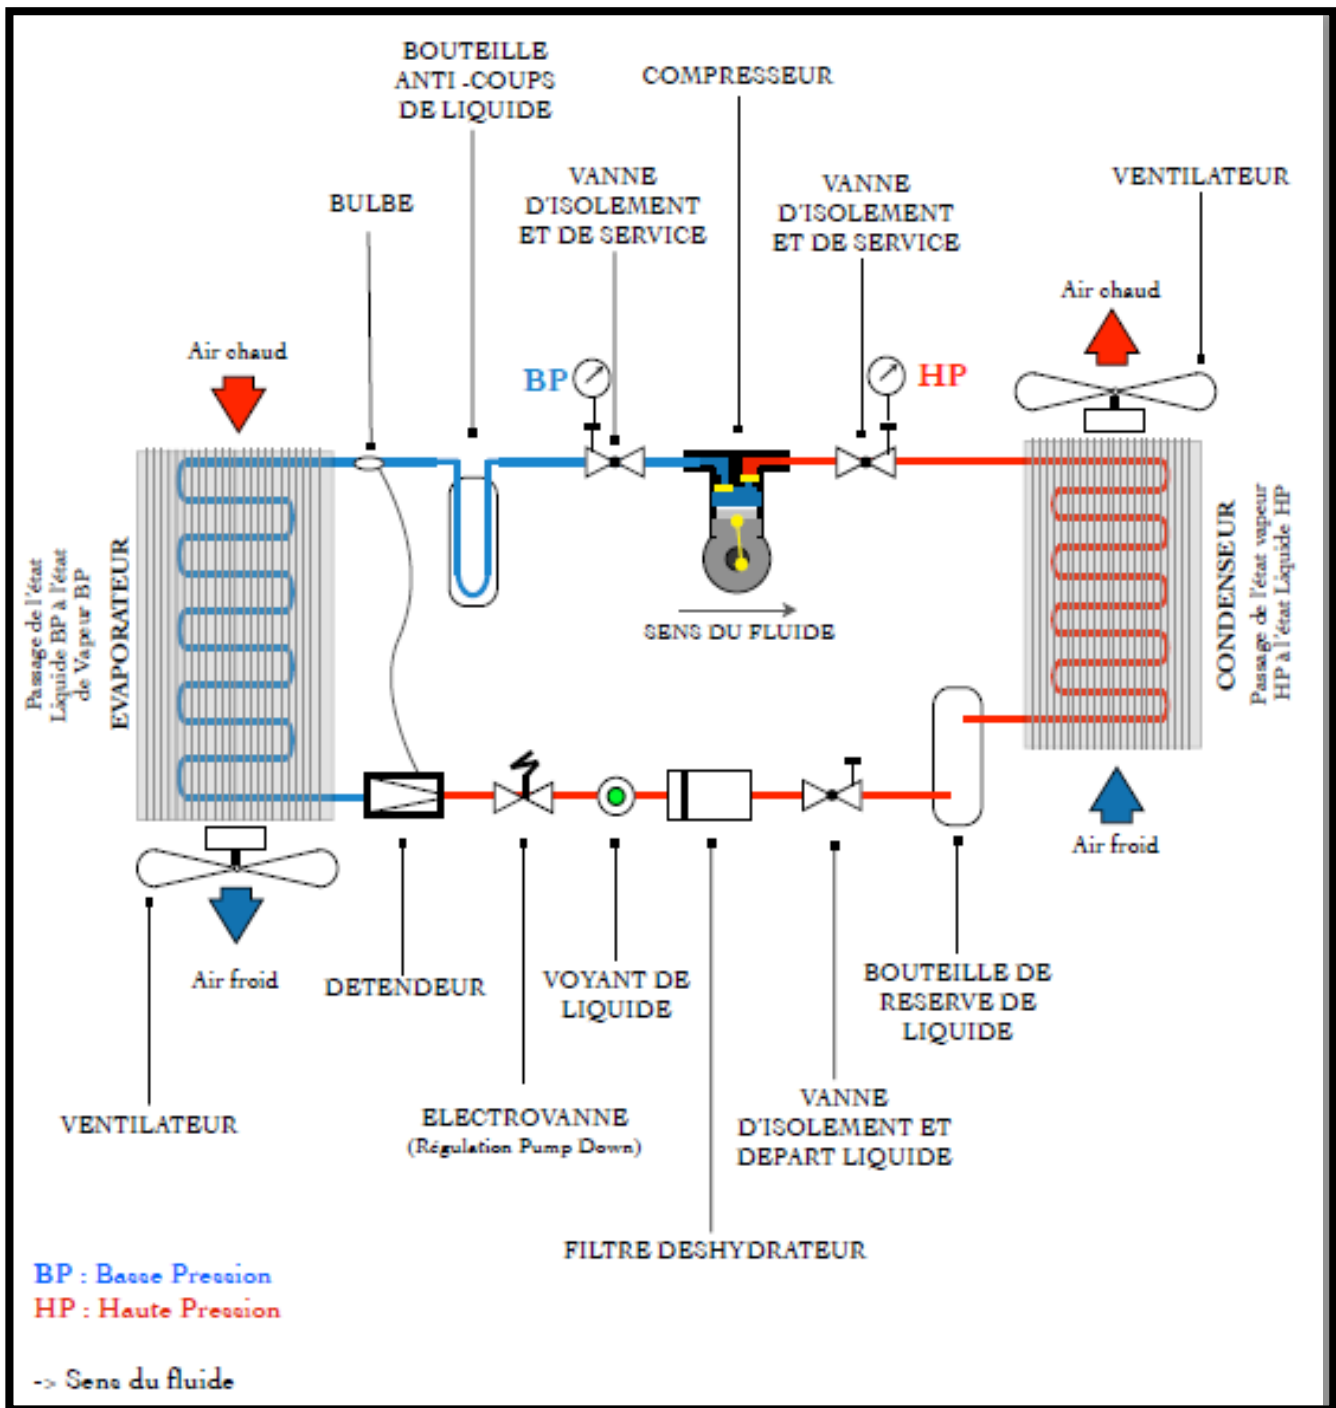 BOUTEILLE
ANTI -COUPS
DE LIQUIDE
COMPRESSEUR
VANNE
D'ISOLEMENT
ET DE SERVICE
VANNE
D'ISOLEMENT
ET DE SERVICE
VENTILATEUR
BULBE
Air chaud
Air chaud
BP
HP
Passage de l'état
Liquide BP à l'état
de Vapeur BP
EVAPORATEUR
SENS DU FLUIDE
CONDENSEUR
Passage de l'état vapeur
HP à l'état Liquide HP
Air froid
Air froid
DETENDEUR
VOYANT DE
LIQUIDE
BOUTEILLE DE
RESERVE DE
LIQUIDE
VENTILATEUR
ELECTROVANNE
(Régulation Pump Down)
VANNE
D'ISOLEMENT ET
DEPART LIQUIDE
FILTRE DESHYDRATEUR
BP : Basse Pression
HP : Haute Pression
-> Sens du fluide